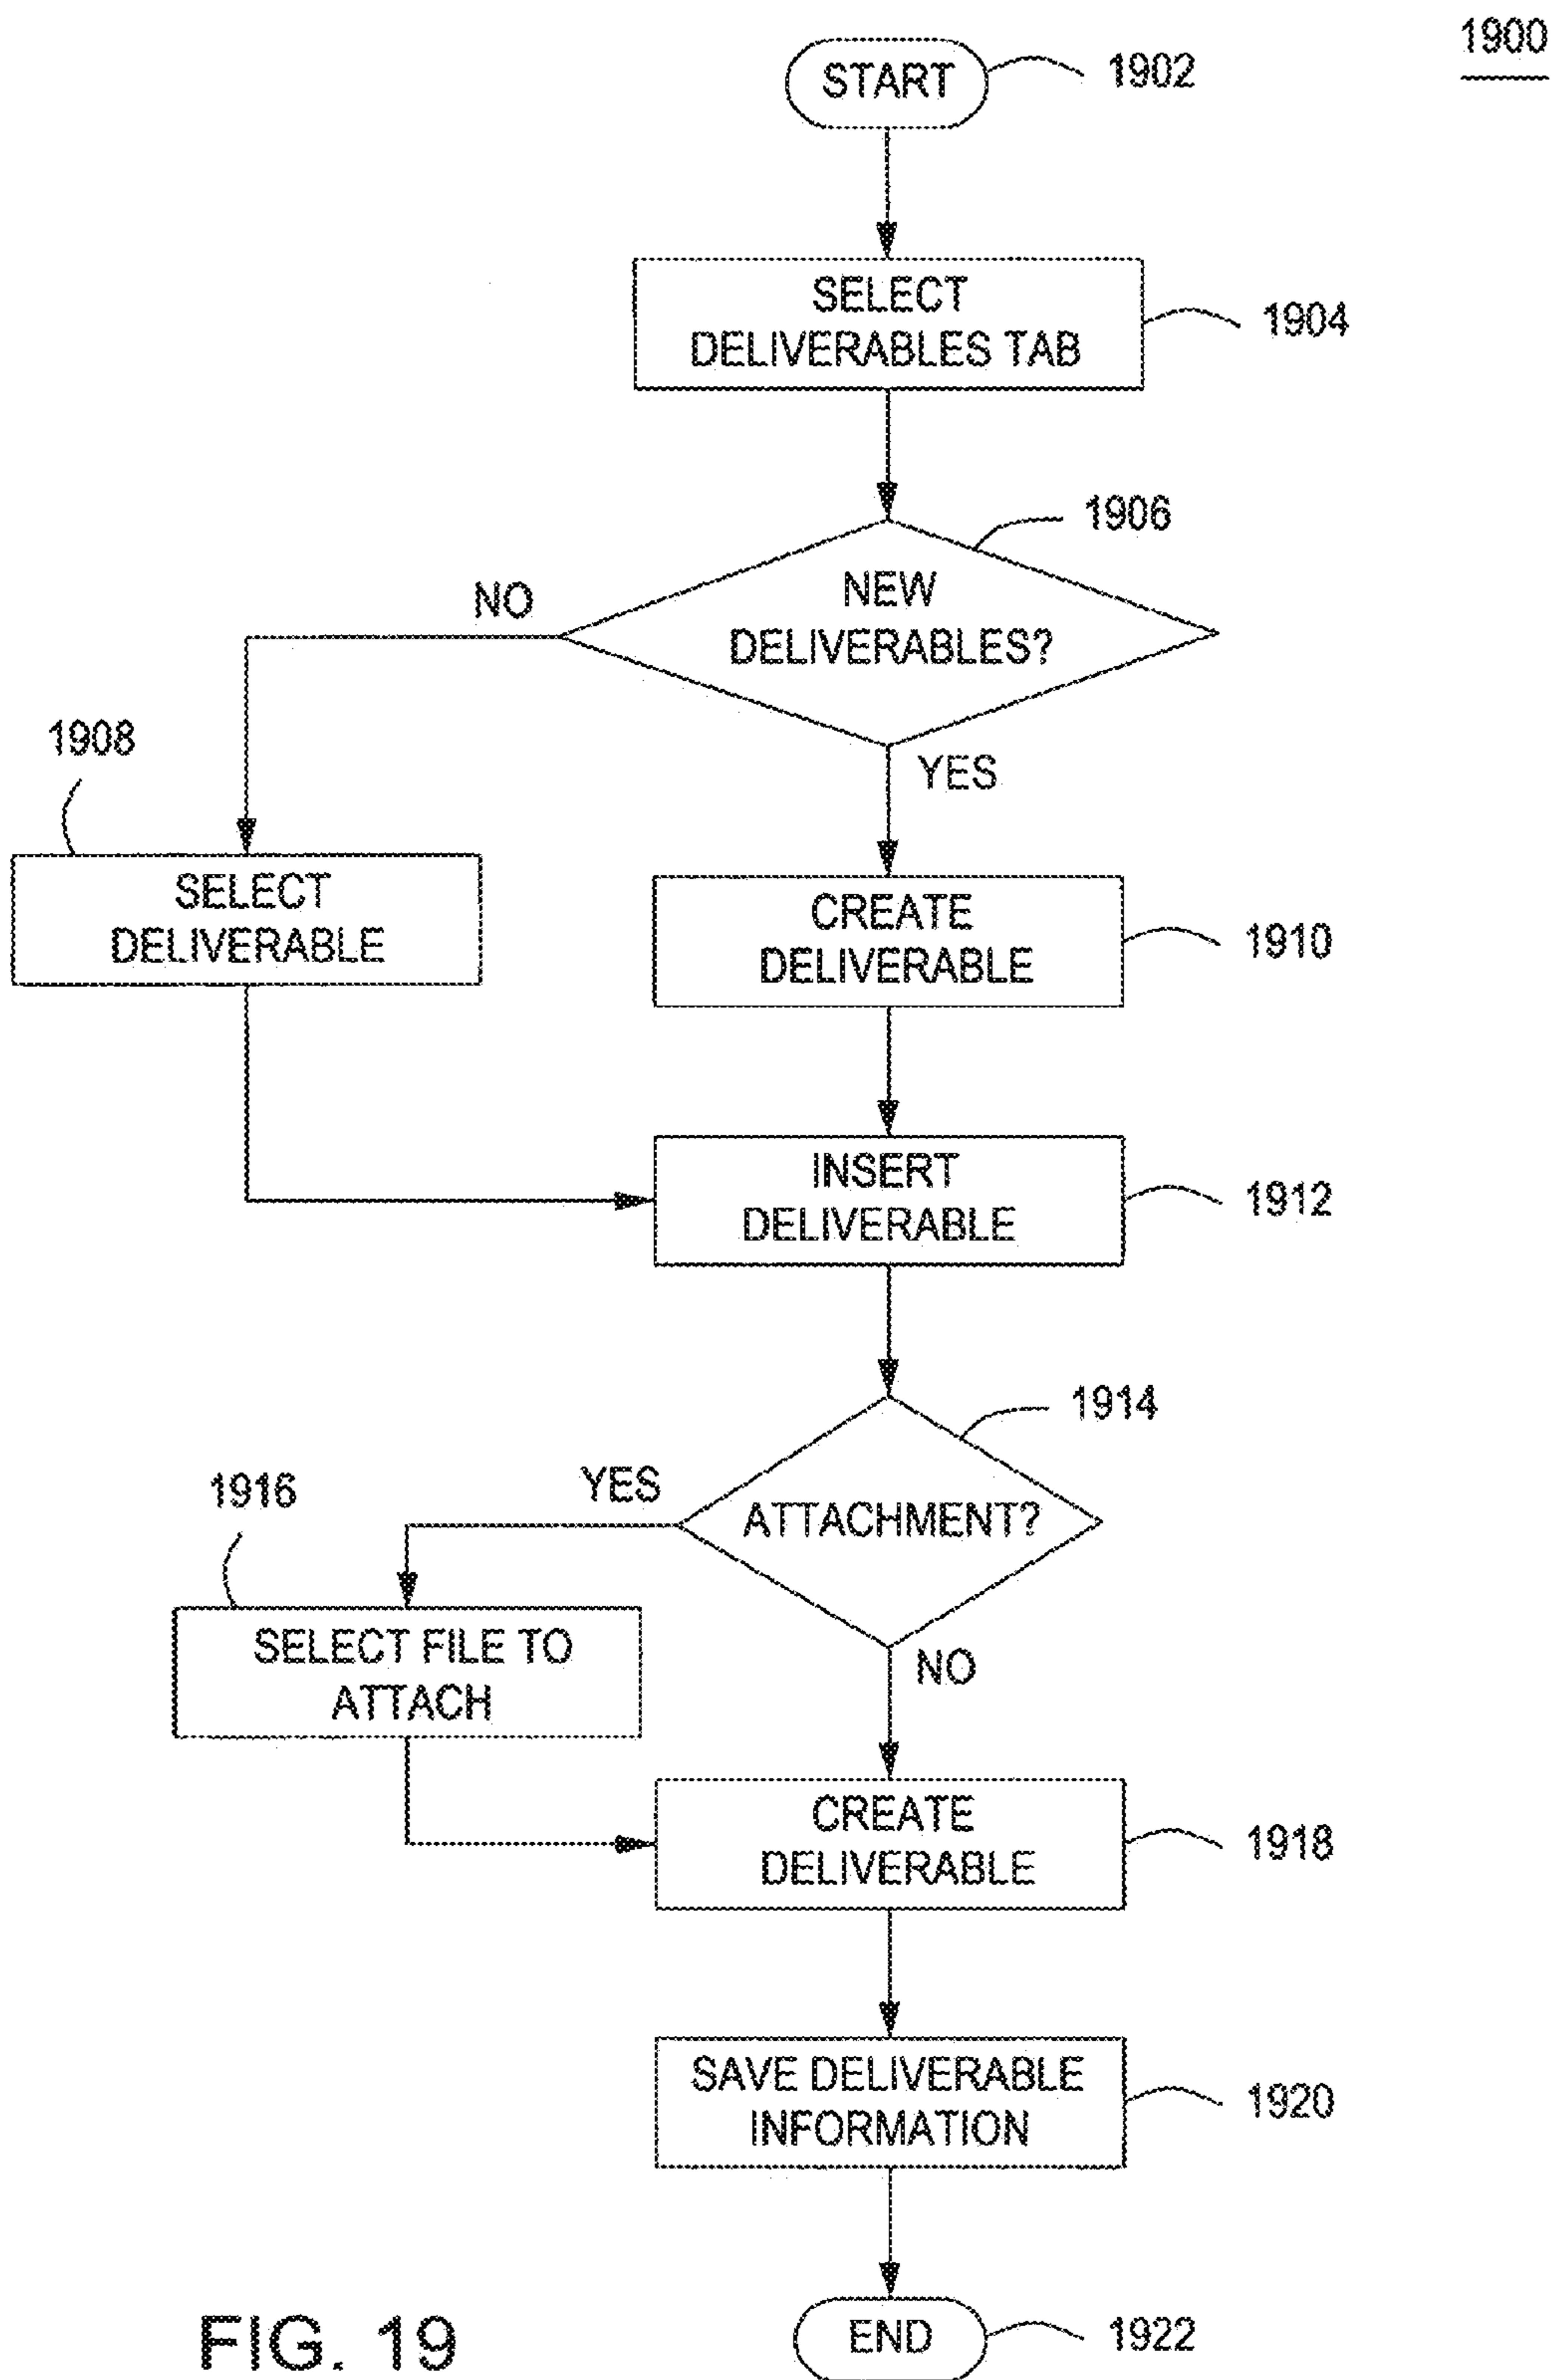 1900
START
1902
SELECT
DELIVERABLES TAB
1904
1906
NEW
DELIVERABLES?
NO
YES
1908
SELECT
DELIVERABLE
CREATE
DELIVERABLE
1910
INSERT
DELIVERABLE
1912
1914
ATTACHMENT?
YES
NO
1916
SELECT FILE TO
ATTACH
CREATE
DELIVERABLE
1918
SAVE DELIVERABLE
INFORMATION
1920
END
1922
FIG. 19